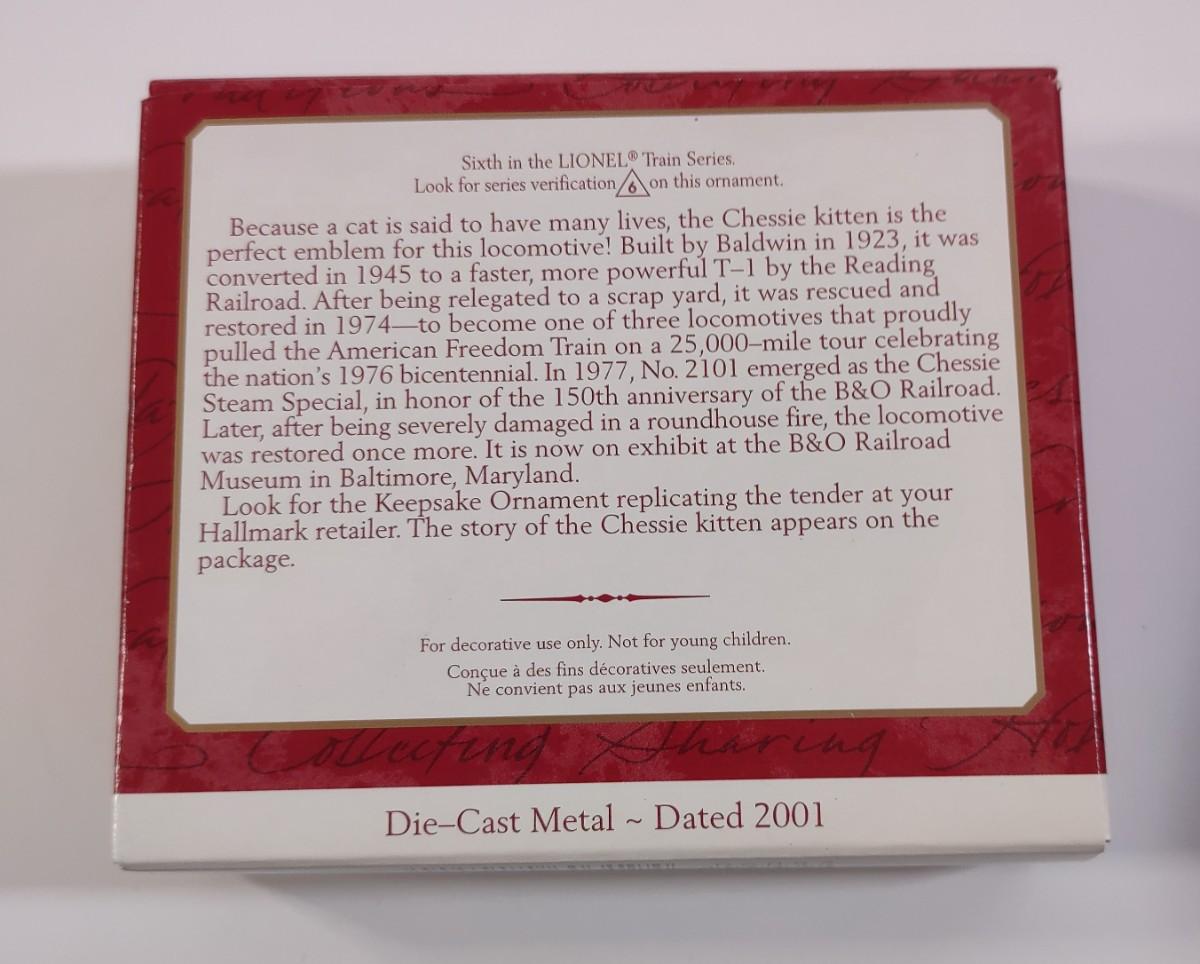 Sixth in the LIONEL® Train Series.
Look for series verification 6 on this ornament.
Because a cat is said to have many lives, the Chessie kitten is the
perfect emblem for this locomotive! Built by Baldwin in 1923, it was
converted in 1945 to a faster, more powerful T–1 by the Reading
Railroad. After being relegated to a scrap yard, it was rescued and
restored in 1974—to become one of three locomotives that proudly
pulled the American Freedom Train on a 25,000–mile tour celebrating
the nation's 1976 bicentennial. In 1977, No. 2101 emerged as the Chessie
Steam Special, in honor of the 150th anniversary of the B&O Railroad.
Later, after being severely damaged in a roundhouse fire, the locomotive
was restored once more. It is now on exhibit at the B&O Railroad
Museum in Baltimore, Maryland.
Look for the Keepsake Ornament replicating the tender at your
Hallmark retailer. The story of the Chessie kitten appears on the
package.
For decorative use only. Not for young children.
Conçue à des fins décoratives seulement.
Ne convient pas aux jeunes enfants.
Collecting Sharing
Die–Cast Metal ~ Dated 2001